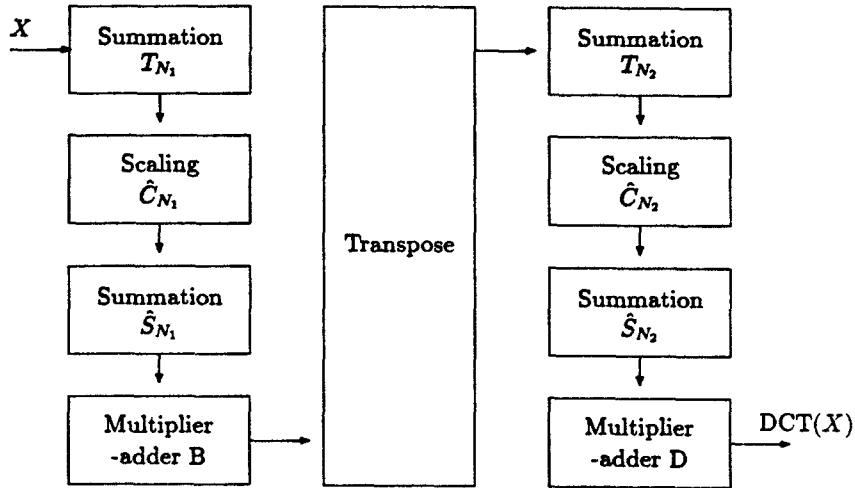 X
Summation
T_{N_1}
Scaling
Ĉ_{N_1}
Summation
Ŝ_{N_1}
Multiplier
-adder B
Transpose
Summation
T_{N_2}
Scaling
Ĉ_{N_2}
Summation
Ŝ_{N_2}
Multiplier
-adder D
DCT(X)